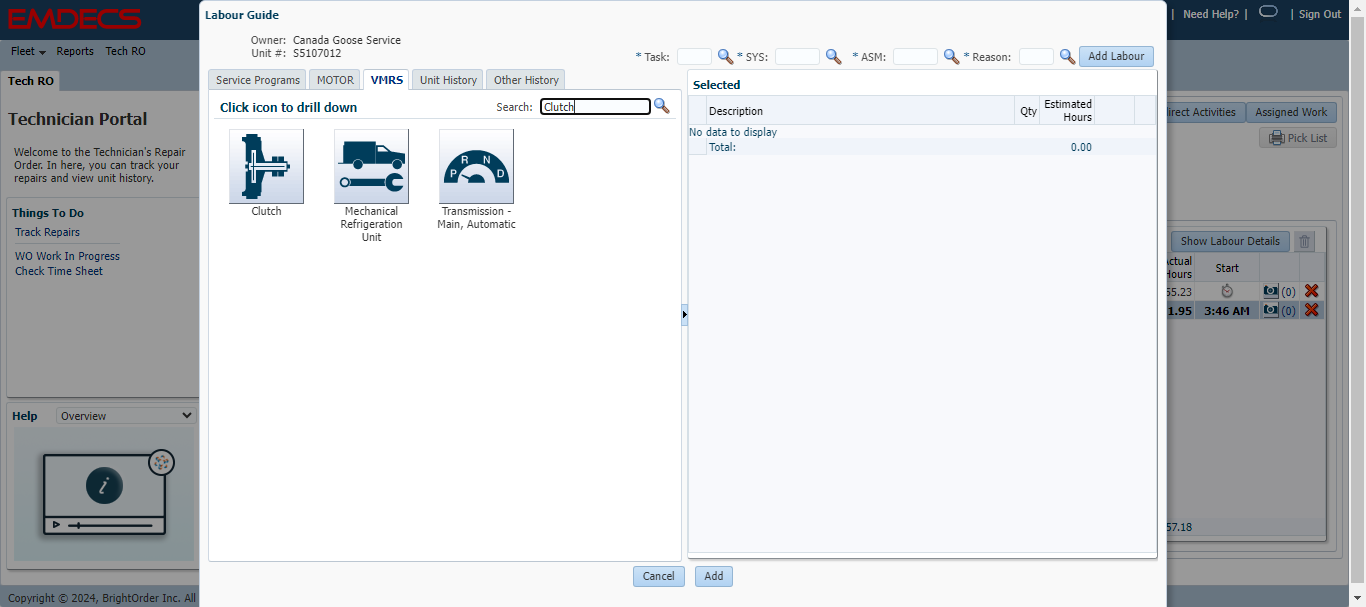 EMDECS
| Need Help? | | Sign Out
Fleet Reports Tech RO
Tech RO
Technician Portal
Welcome to the Technician's Repair
Order. In here, you can track your
repairs and view unit history.
Things To Do
Track Repairs
WO Work In Progress
Check Time Sheet
Help Overview
i
Copyright © 2024, BrightOrder Inc. All
Labour Guide
Owner: Canada Goose Service
Unit #: S5107012
* Task: * SYS: * ASM: * Reason: Add Labour
Service Programs MOTOR VMRS Unit History Other History
Click icon to drill down Search: Clutch
Clutch
Mechanical
Refrigeration
Unit
P R N D
Transmission -
Main, Automatic
Selected
Description Qty Estimated
Hours
No data to display
Total: 0.00
Cancel Add
irect Activities Assigned Work
Pick List
Show Labour Details
ctual
Hours Start
55.23 (0)
1.95 3:46 AM (0)
57.18